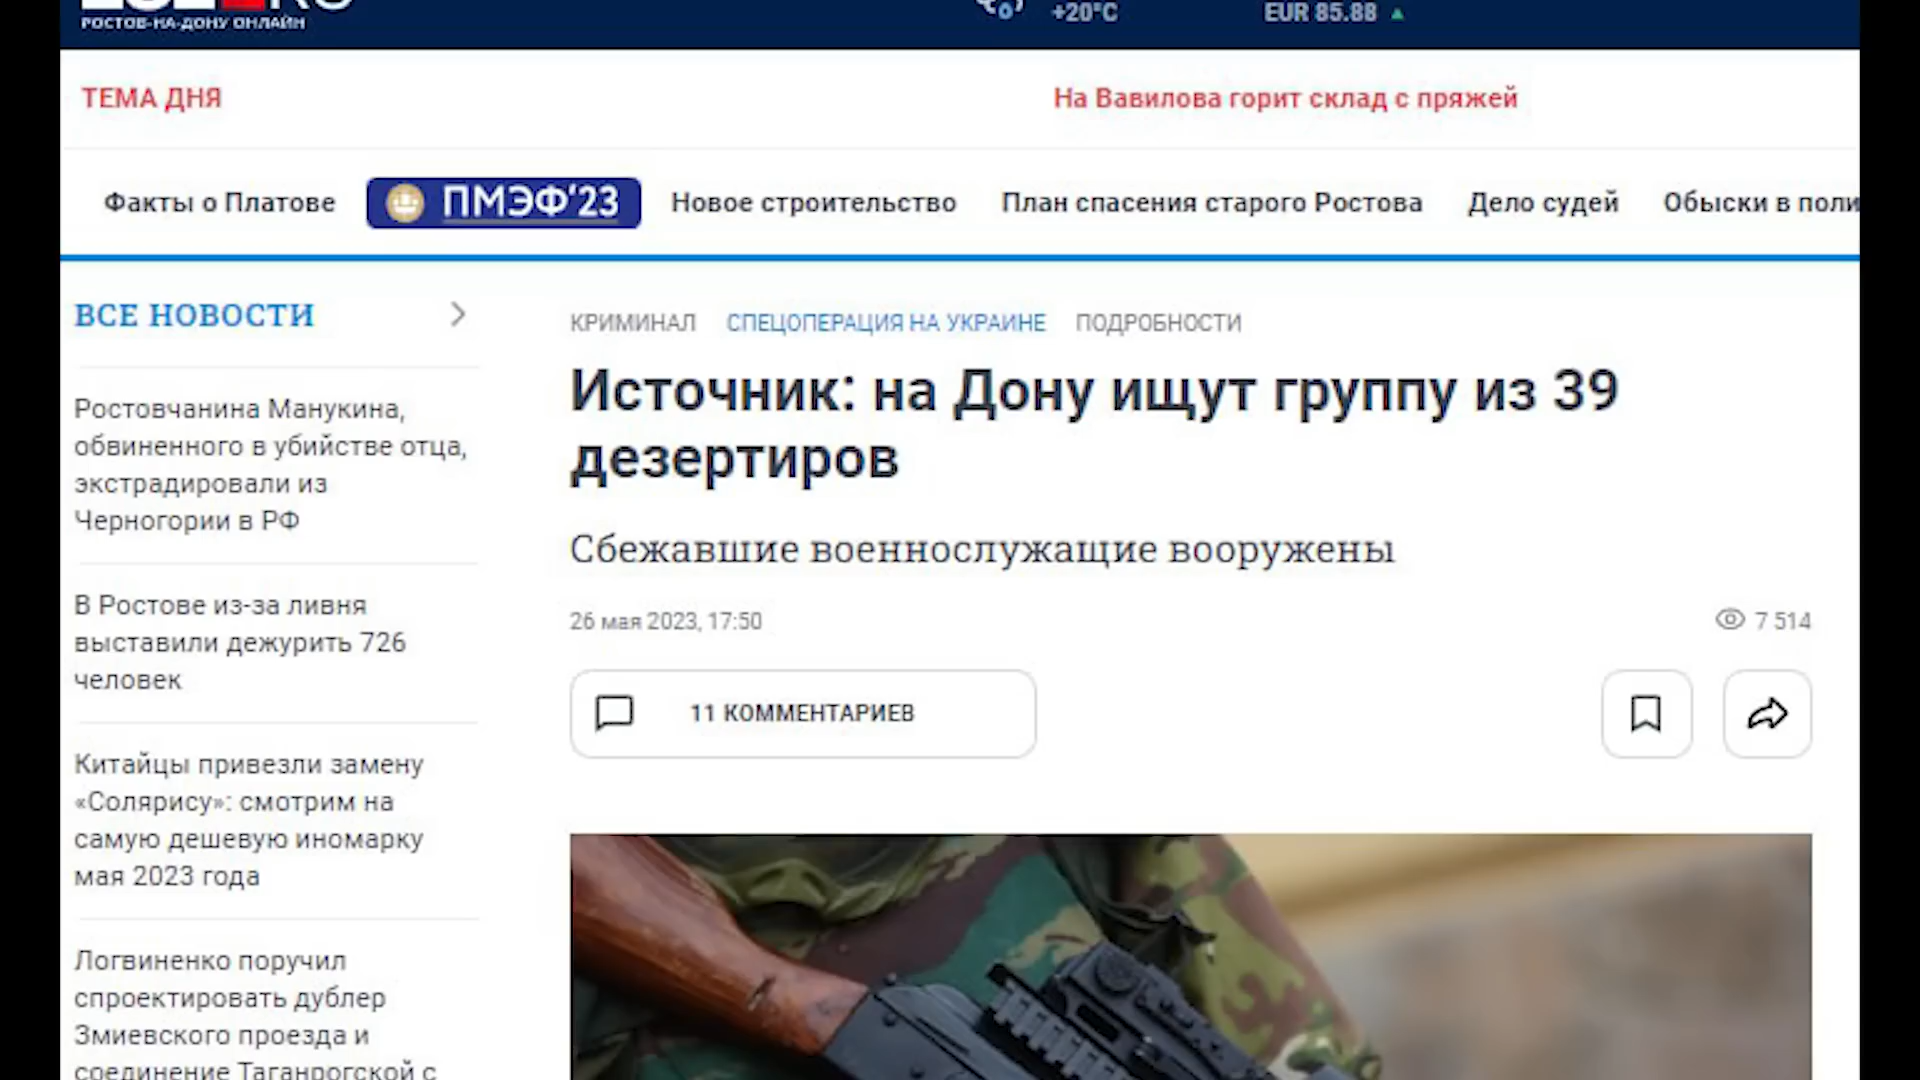 РОСТОВ-НА-ДОНУ ОНЛАЙН
+20°C
EUR 85.88
ТЕМА ДНЯ
На Вавилова горит склад с пряжей
Факты о Платове
ПМЭФ'23
Новое строительство
План спасения старого Ростова
Дело судей
Обыски в поли
ВСЕ НОВОСТИ
Ростовчанина Манукина,
обвиненного в убийстве отца,
экстрадировали из
Черногории в РФ
В Ростове из-за ливня
выставили дежурить 726
человек
Китайцы привезли замену
«Солярису»: смотрим на
самую дешевую иномарку
мая 2023 года
Логвиненко поручил
спроектировать дублер
Змиевского проезда и
соединение Таганрогской с
КРИМИНАЛ
СПЕЦОПЕРАЦИЯ НА УКРАИНЕ
ПОДРОБНОСТИ
Источник: на Дону ищут группу из 39
дезертиров
Сбежавшие военнослужащие вооружены
26 мая 2023, 17:50
7 514
11 КОММЕНТАРИЕВ